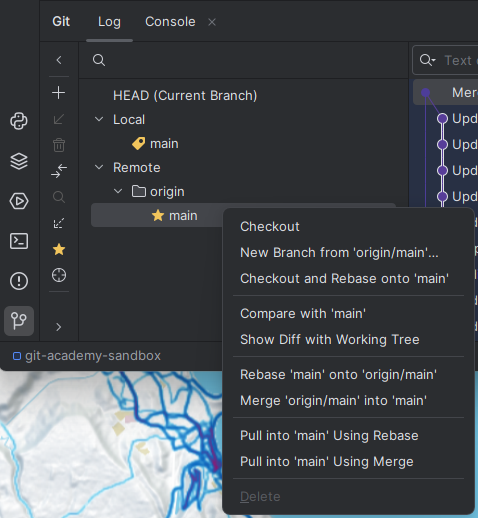 Git
Log
Console
Text
HEAD (Current Branch)
Local
main
Remote
origin
main
Upd
Upd
Upd
Upd
Checkout
New Branch from 'origin/main'...
Checkout and Rebase onto 'main'
Compare with 'main'
Show Diff with Working Tree
Rebase 'main' onto 'origin/main'
Merge 'origin/main' into 'main'
Pull into 'main' Using Rebase
Pull into 'main' Using Merge
Delete
git-academy-sandbox